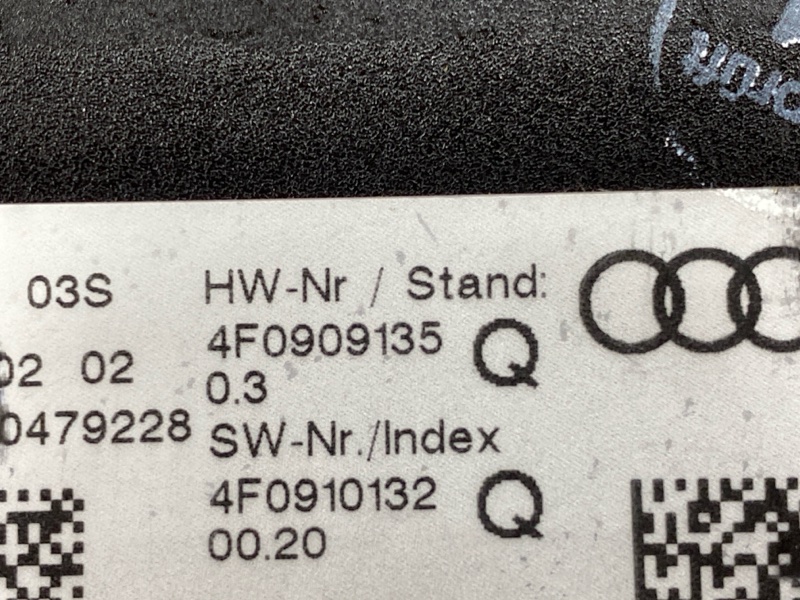 03S
02 02
0479228
HW-Nr / Stand:
4F0909135 Q
0.3
SW-Nr./Index
4F0910132 Q
00.20